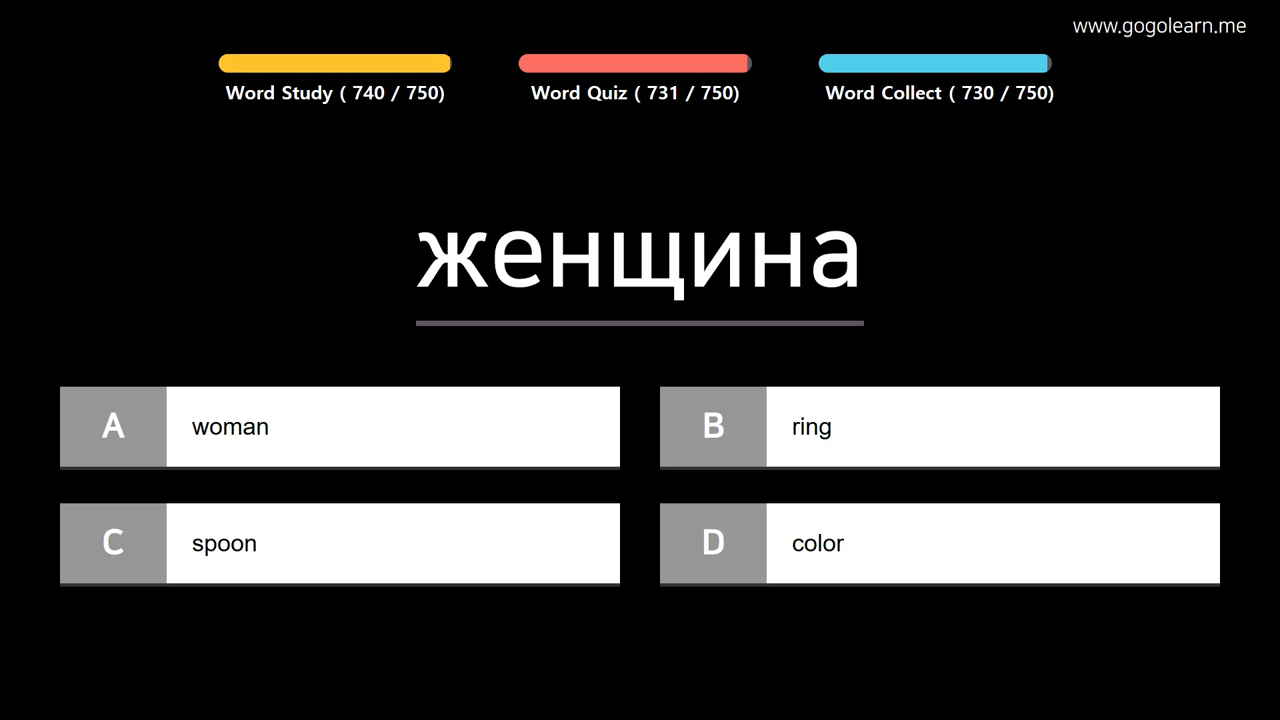 www.gogolearn.me
Word Study ( 740 / 750)
Word Quiz ( 731 / 750)
Word Collect ( 730 / 750)
женщина
A woman
B ring
C spoon
D color